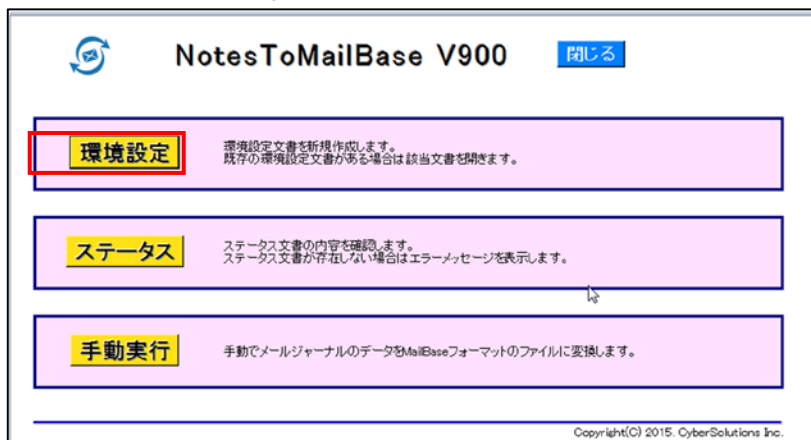 NotesToMailBase V900
閉じる
環境設定
環境設定文書を新規作成します。
既存の環境設定文書がある場合は該当文書を開きます。
ステータス
ステータス文書の内容を確認します。
ステータス文書が存在しない場合はエラーメッセージを表示します。
手動実行
手動でメールジャーナルのデータをMailBaseフォーマットのファイルに変換します。
Copyright(C) 2015. CyberSolutions Inc.